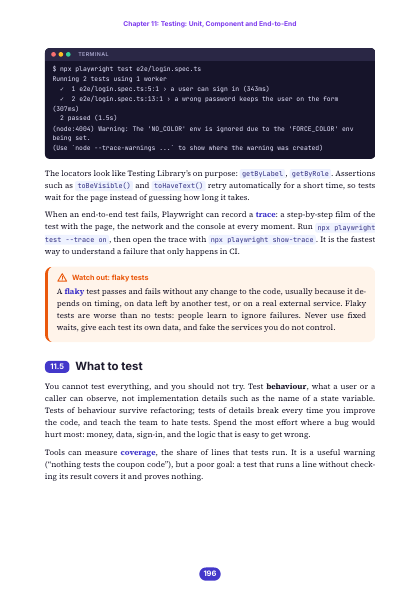 Chapter 11: Testing: Unit, Component and End-to-End
TERMINAL
$ npx playwright test e2e/login.spec.ts
Running 2 tests using 1 worker
✓ 1 e2e/login.spec.ts:5:1 › a user can sign in (343ms)
✓ 2 e2e/login.spec.ts:13:1 › a wrong password keeps the user on the form
(307ms)
2 passed (1.5s)
(node:4004) Warning: The 'NO_COLOR' env is ignored due to the 'FORCE_COLOR' env
being set.
(Use `node --trace-warnings ...` to show where the warning was created)
The locators look like Testing Library's on purpose: getByLabel, getByRole. Assertions
such as toBeVisible() and toHaveText() retry automatically for a short time, so tests
wait for the page instead of guessing how long it takes.
When an end-to-end test fails, Playwright can record a trace: a step-by-step film of the
test with the page, the network and the console at every moment. Run npx playwright
test --trace on, then open the trace with npx playwright show-trace. It is the fastest
way to understand a failure that only happens in CI.
Watch out: flaky tests
A flaky test passes and fails without any change to the code, usually because it de-
pends on timing, on data left by another test, or on a real external service. Flaky
tests are worse than no tests: people learn to ignore failures. Never use fixed
waits, give each test its own data, and fake the services you do not control.
11.5 What to test
You cannot test everything, and you should not try. Test behaviour, what a user or a
caller can observe, not implementation details such as the name of a state variable.
Tests of behaviour survive refactoring; tests of details break every time you improve
the code, and teach the team to hate tests. Spend the most effort where a bug would
hurt most: money, data, sign-in, and the logic that is easy to get wrong.
Tools can measure coverage, the share of lines that tests run. It is a useful warning
("nothing tests the coupon code"), but a poor goal: a test that runs a line without check-
ing its result covers it and proves nothing.
196